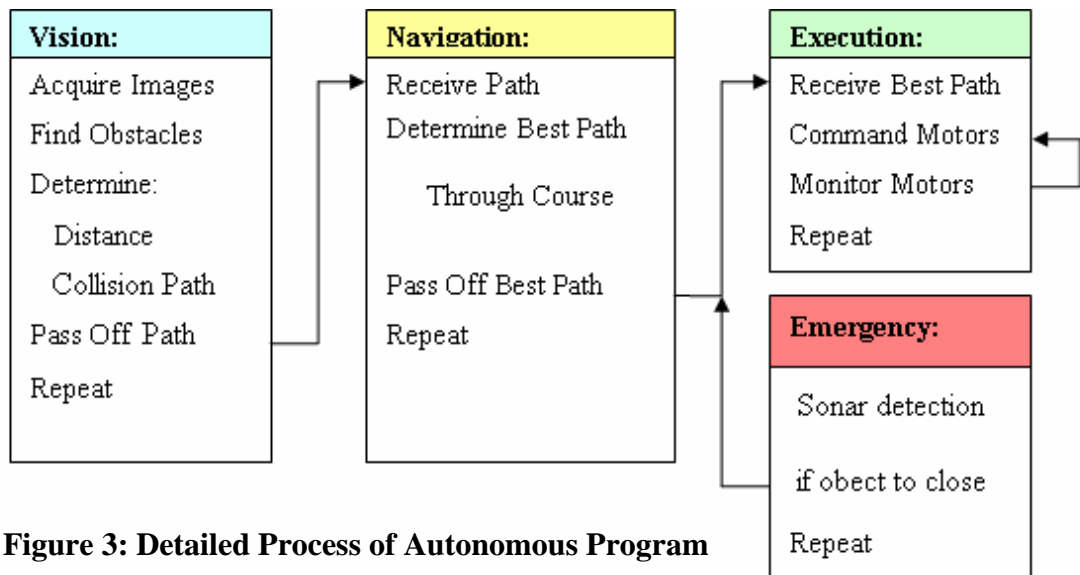 Vision:
Acquire Images
Find Obstacles
Determine:
Distance
Collision Path
Pass Off Path
Repeat
Navigation:
Receive Path
Determine Best Path
Through Course
Pass Off Best Path
Repeat
Execution:
Receive Best Path
Command Motors
Monitor Motors
Repeat
Emergency:
Sonar detection
if obect to close
Repeat
Figure 3: Detailed Process of Autonomous Program